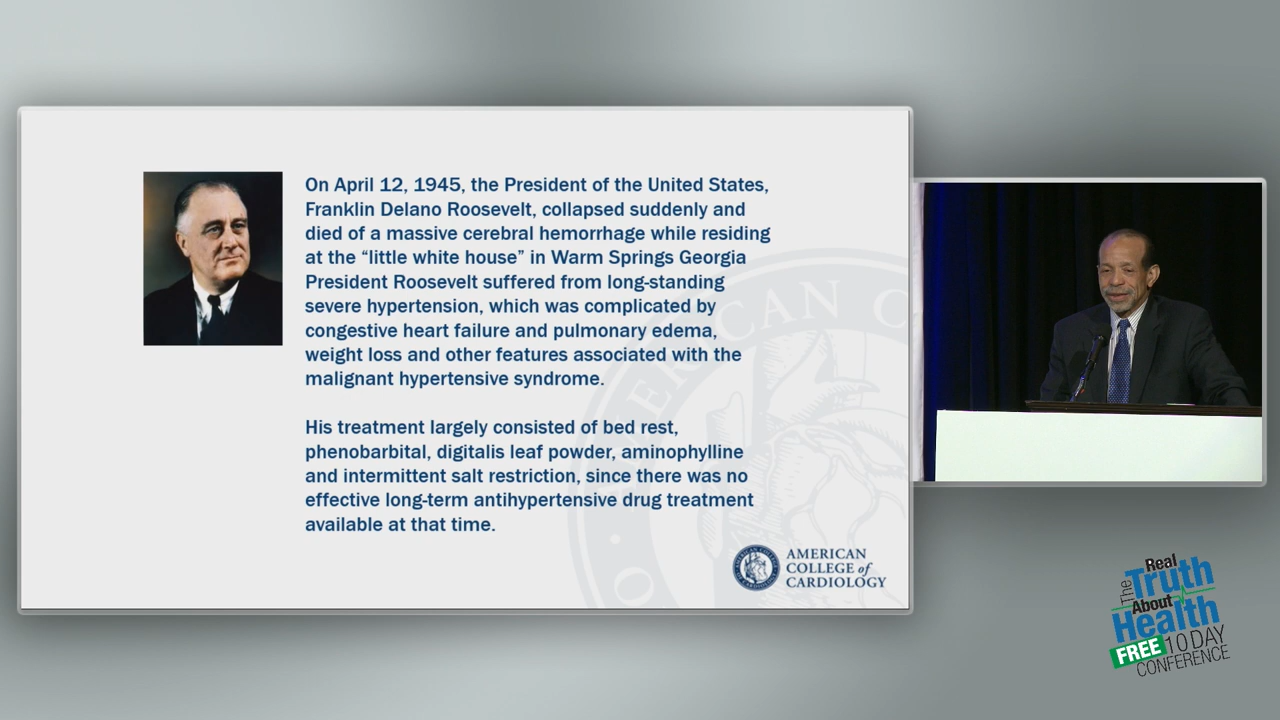 On April 12, 1945, the President of the United States,
Franklin Delano Roosevelt, collapsed suddenly and
died of a massive cerebral hemorrhage while residing
at the “little white house” in Warm Springs Georgia
President Roosevelt suffered from long-standing
severe hypertension, which was complicated by
congestive heart failure and pulmonary edema,
weight loss and other features associated with the
malignant hypertensive syndrome.
His treatment largely consisted of bed rest,
phenobarbital, digitalis leaf powder, aminophylline
and intermittent salt restriction, since there was no
effective long-term antihypertensive drug treatment
available at that time.
AMERICAN
COLLEGE of
CARDIOLOGY
The Real
Truth
About
Health
FREE 10 DAY
CONFERENCE